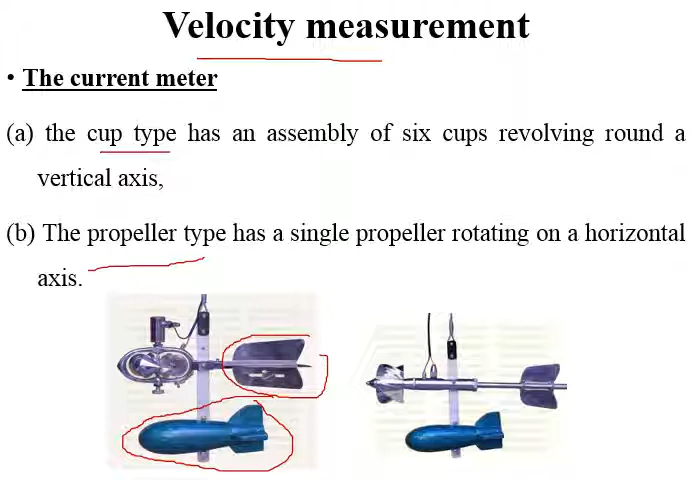 Velocity measurement
• The current meter
(a) the cup type has an assembly of six cups revolving round a
vertical axis,
(b) The propeller type has a single propeller rotating on a horizontal
axis.